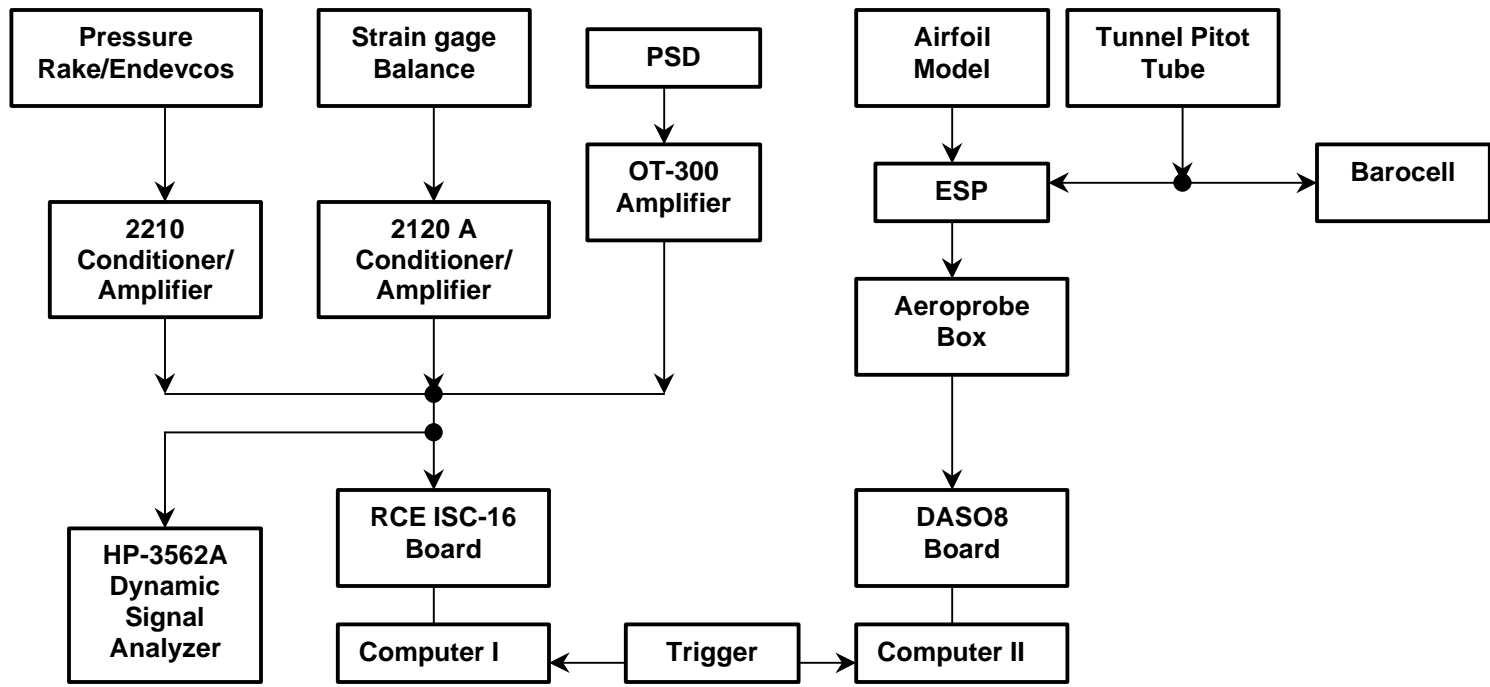 Pressure
Rake/Endevcos
Strain gage
Balance
PSD
Airfoil
Model
Tunnel Pitot
Tube
OT-300
Amplifier
ESP
Barocell
2210
Conditioner/
Amplifier
2120 A
Conditioner/
Amplifier
Aeroprobe
Box
HP-3562A
Dynamic
Signal
Analyzer
RCE ISC-16
Board
DASO8
Board
Computer I
Trigger
Computer II